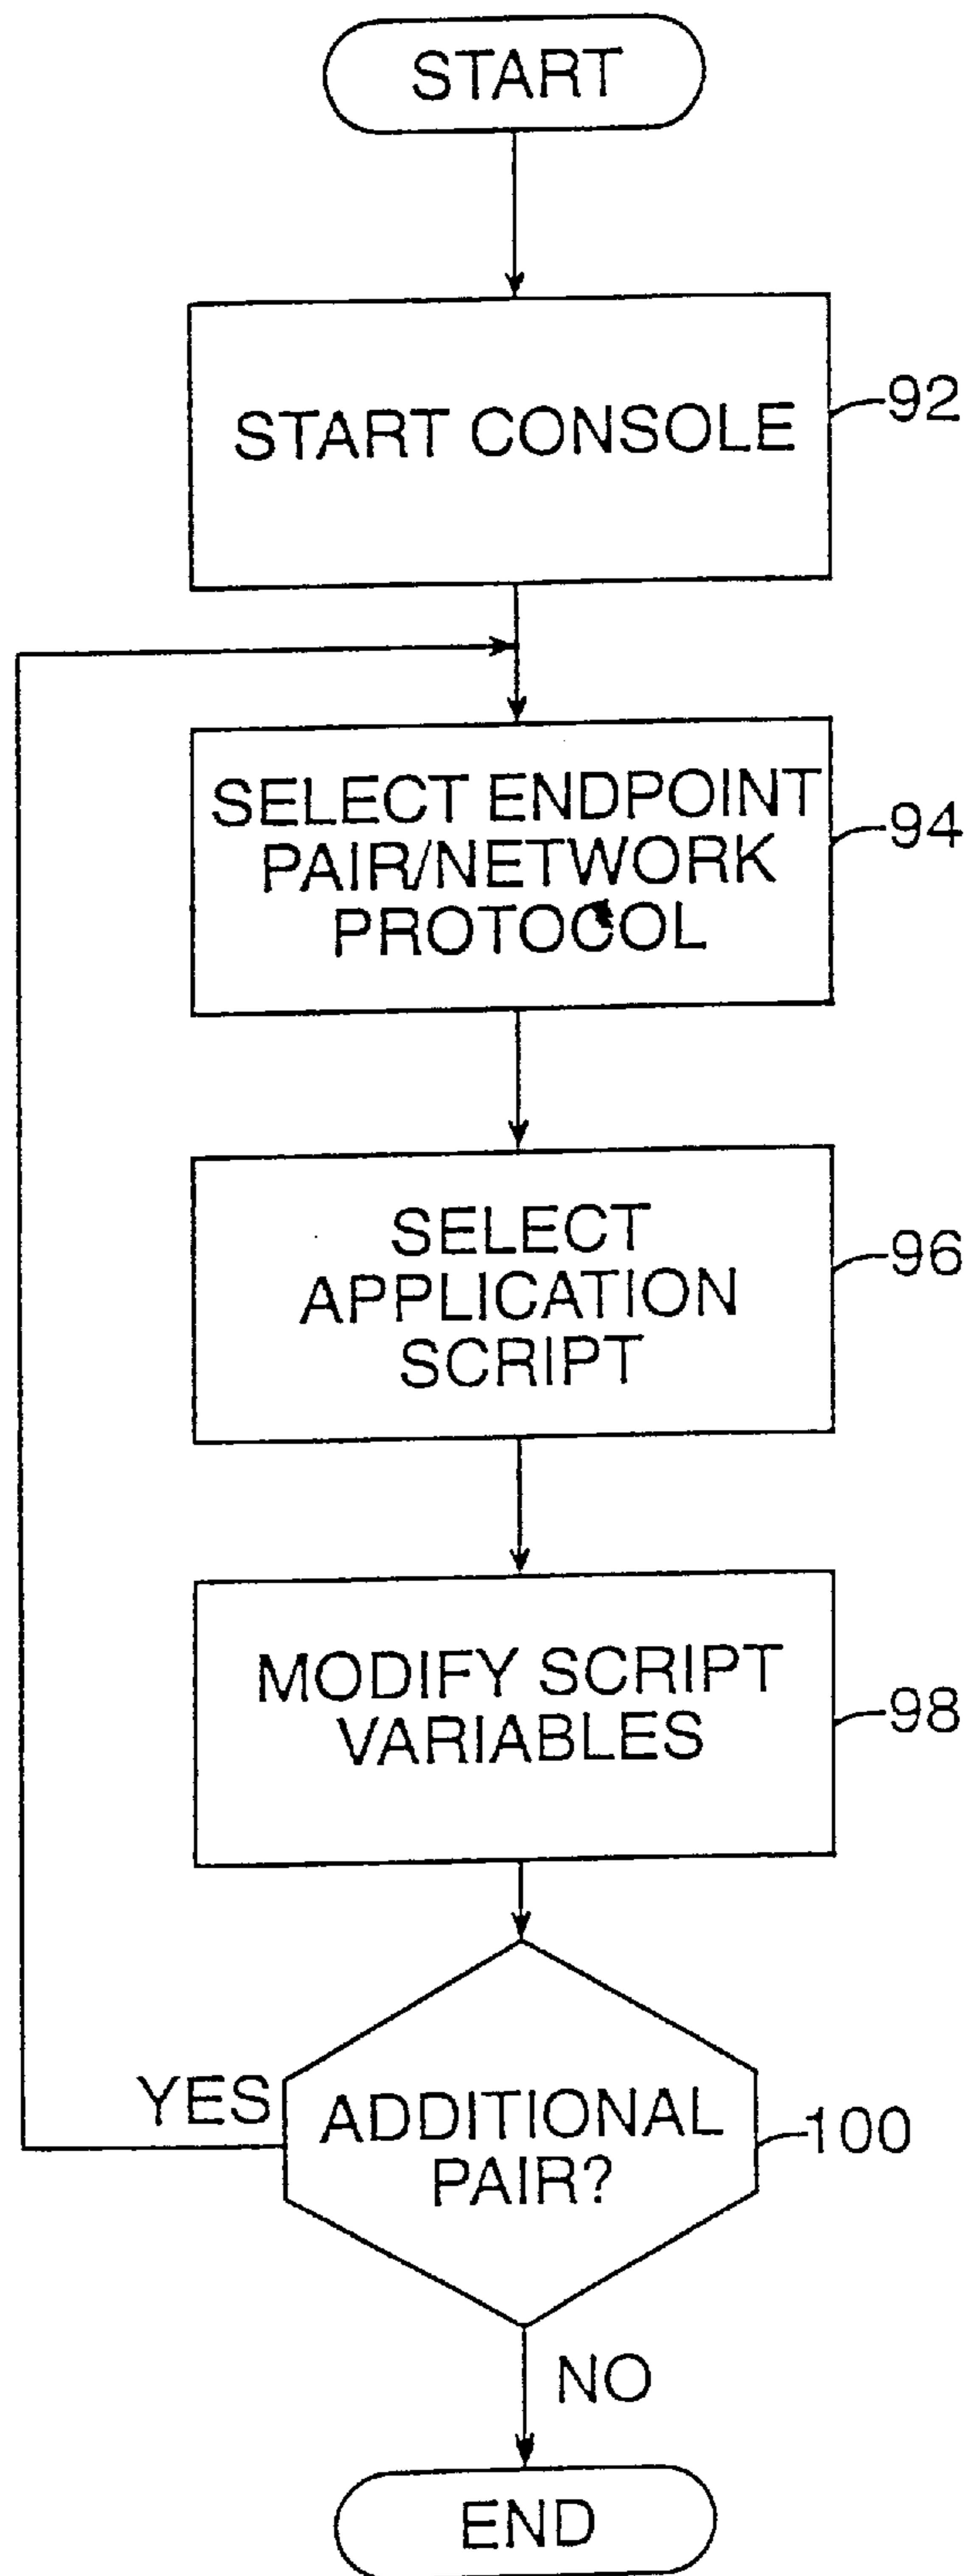 START
START CONSOLE
92
SELECT ENDPOINT
PAIR/NETWORK
PROTOCOL
94
SELECT
APPLICATION
SCRIPT
96
MODIFY SCRIPT
VARIABLES
98
YES
ADDITIONAL
PAIR?
100
NO
END